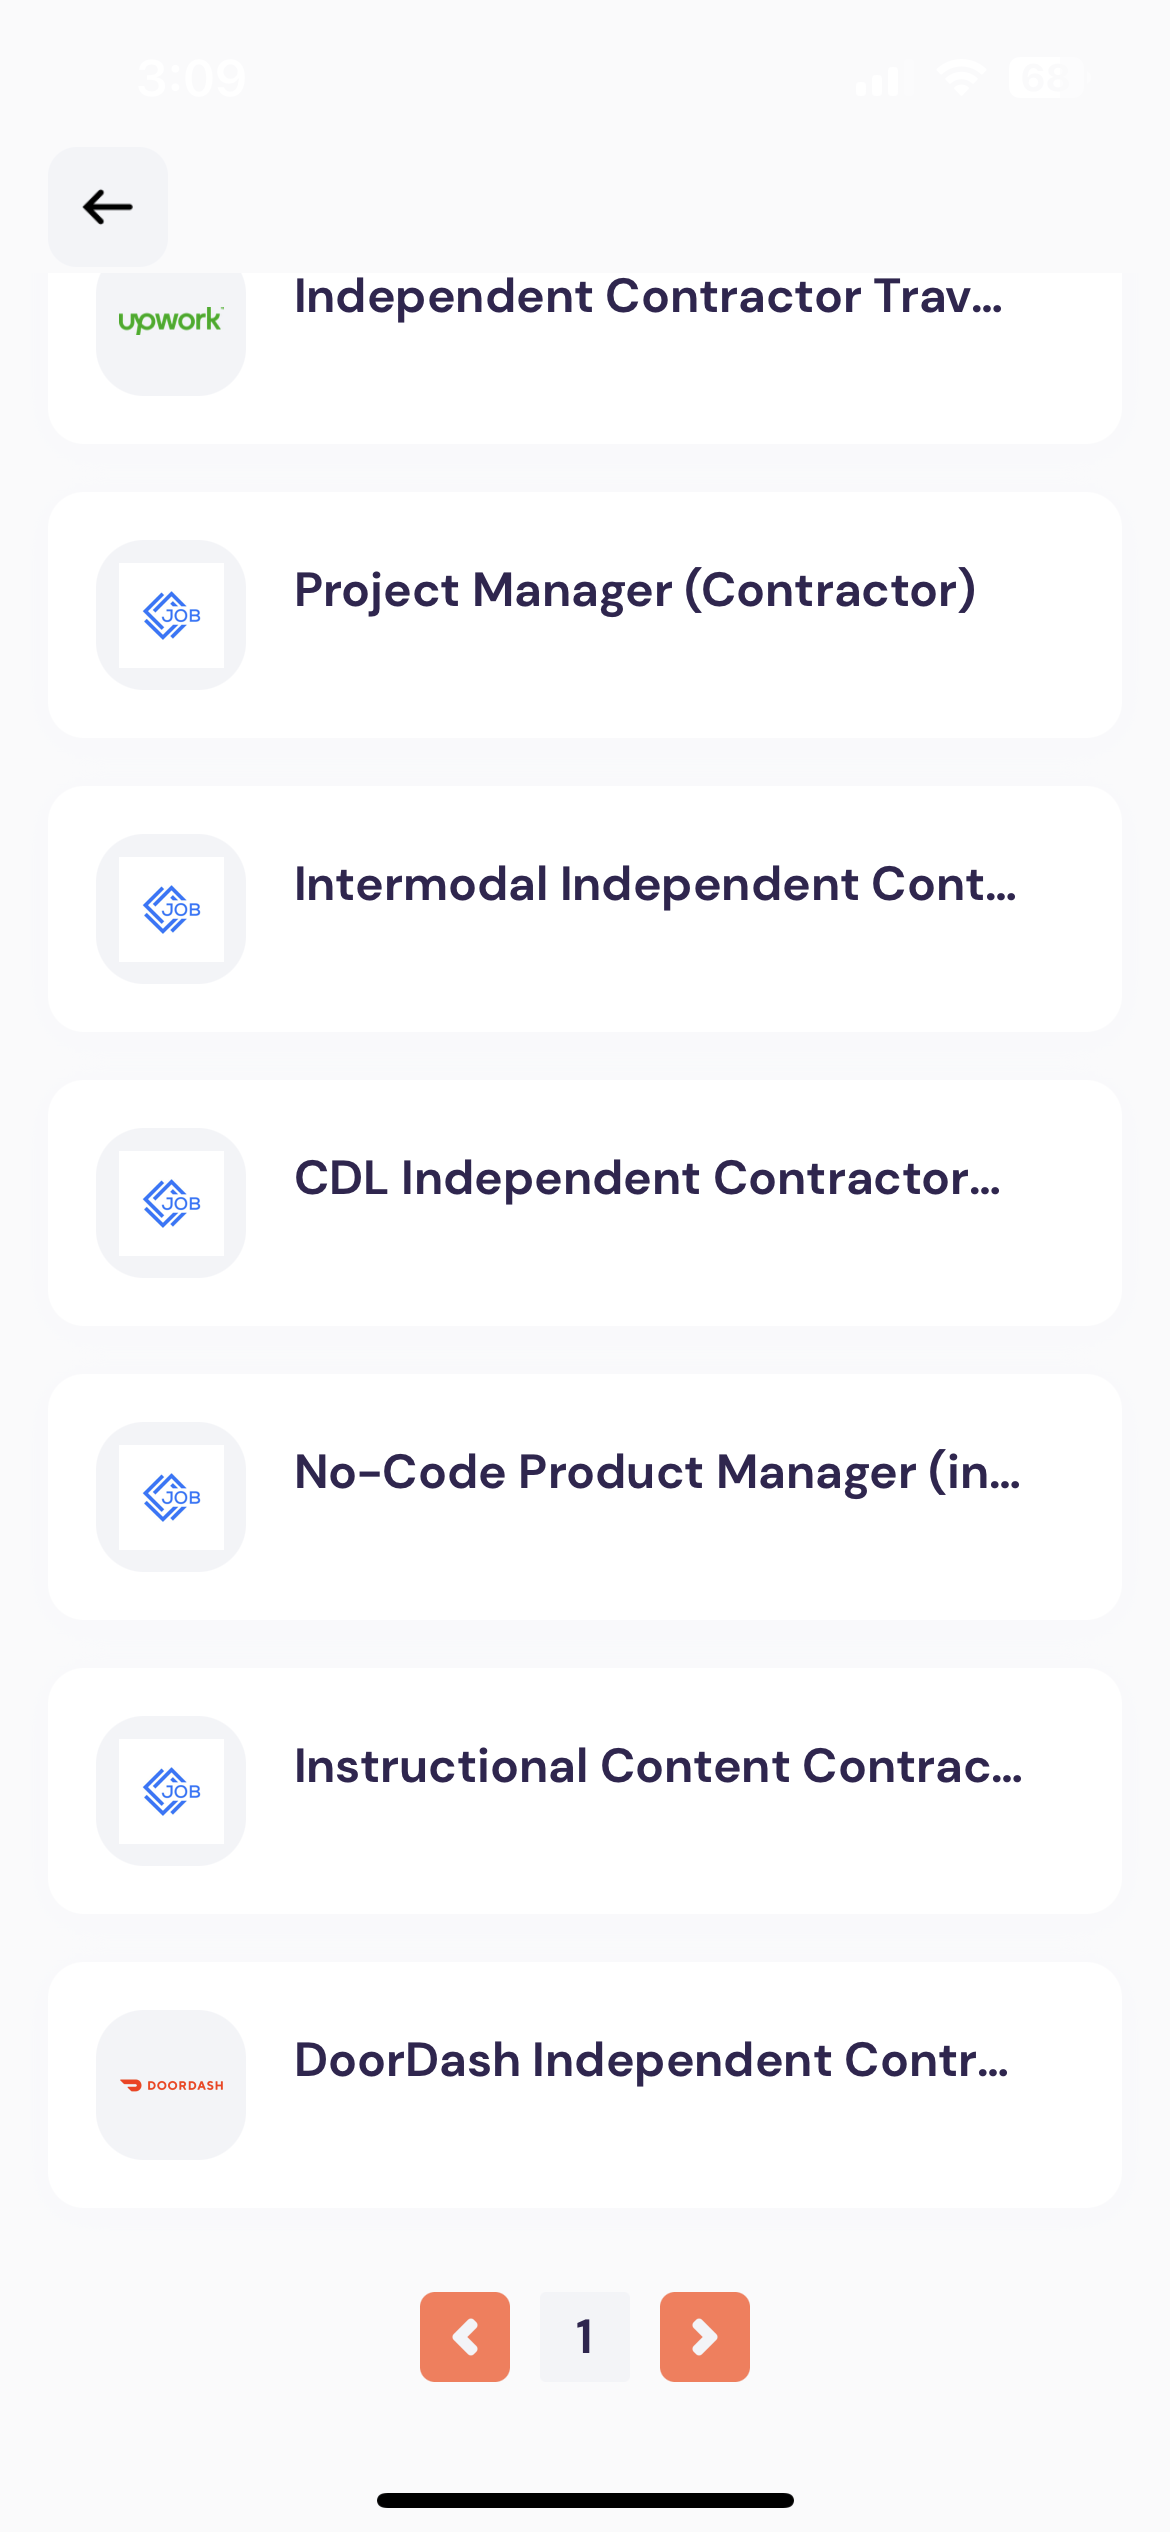 3:09
68
upwork
Independent Contractor Trav...
JOB
Project Manager (Contractor)
JOB
Intermodal Independent Cont...
JOB
CDL Independent Contractor...
JOB
No-Code Product Manager (in...
JOB
Instructional Content Contrac...
DOORDASH
DoorDash Independent Contr...
1